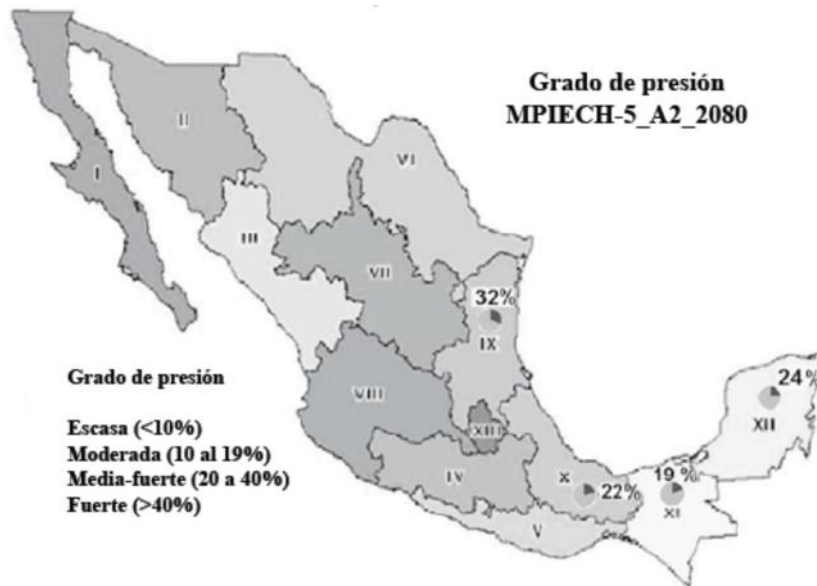 Grado de presión
MPIECH-5_A2_2080
II
VI
I
III
VII
32%
IX
Grado de presión
24%
VIII
XII
Escasa (<10%)
XIII
Moderada (10 al 19%)
19 %
IV
X
22%
Media-fuerte (20 a 40%)
XI
Fuerte (>40%)
V